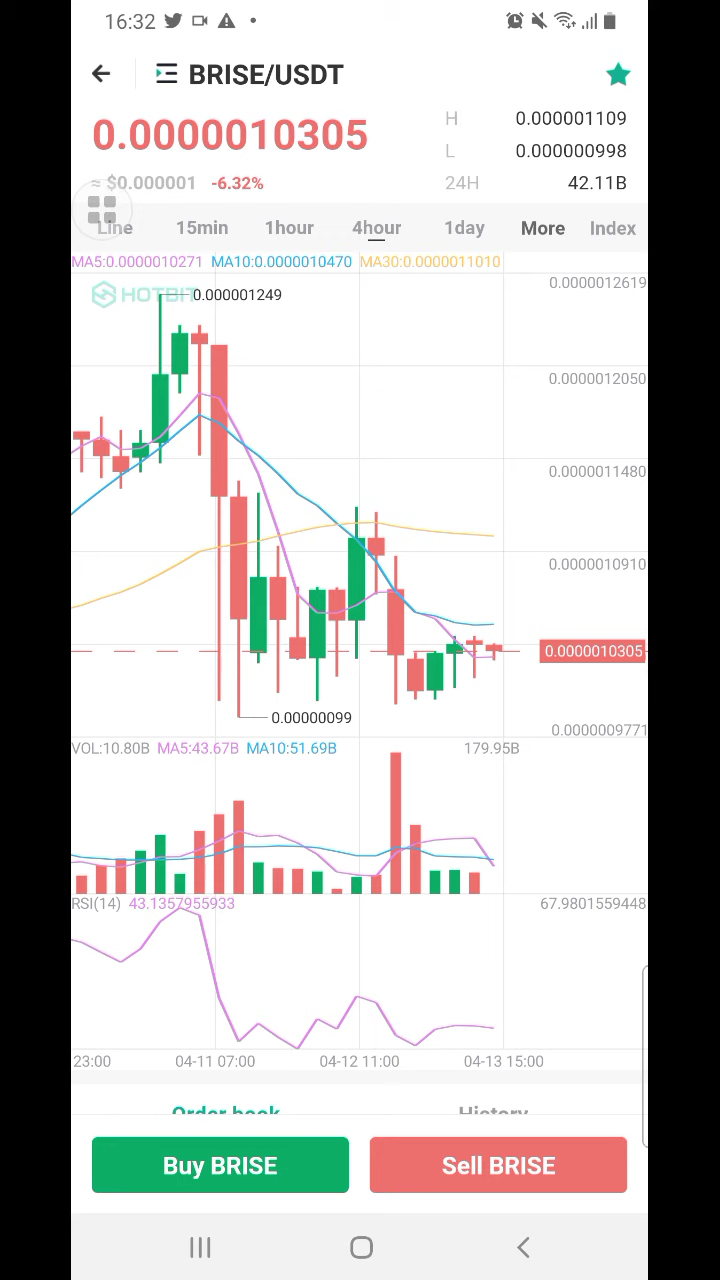 16:32
BRISE/USDT
0.0000010305
H 0.000001109
L 0.000000998
≈ $0.000001 -6.32%
24H 42.11B
Line 15min 1hour 4hour 1day More Index
MA5:0.0000010271 MA10:0.0000010470 MA30:0.0000011010
0.0000012619
HOTBIT
0.000001249
0.0000012050
0.0000011480
0.0000010910
0.0000010305
0.00000099
0.0000009771
VOL:10.80B MA5:43.67B MA10:51.69B 179.95B
RSI(14) 43.1357955933 67.9801559448
23:00 04-11 07:00 04-12 11:00 04-13 15:00
Order book History
Buy BRISE Sell BRISE